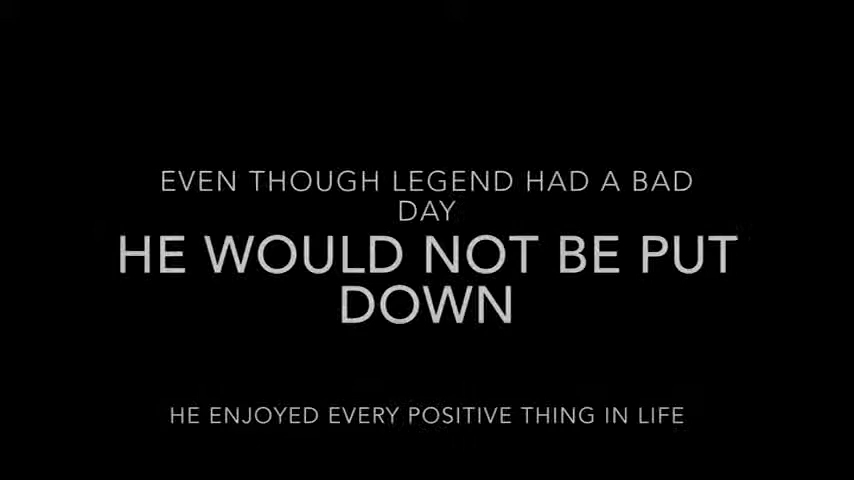 EVEN THOUGH LEGEND HAD A BAD
DAY
HE WOULD NOT BE PUT
DOWN
HE ENJOYED EVERY POSITIVE THING IN LIFE